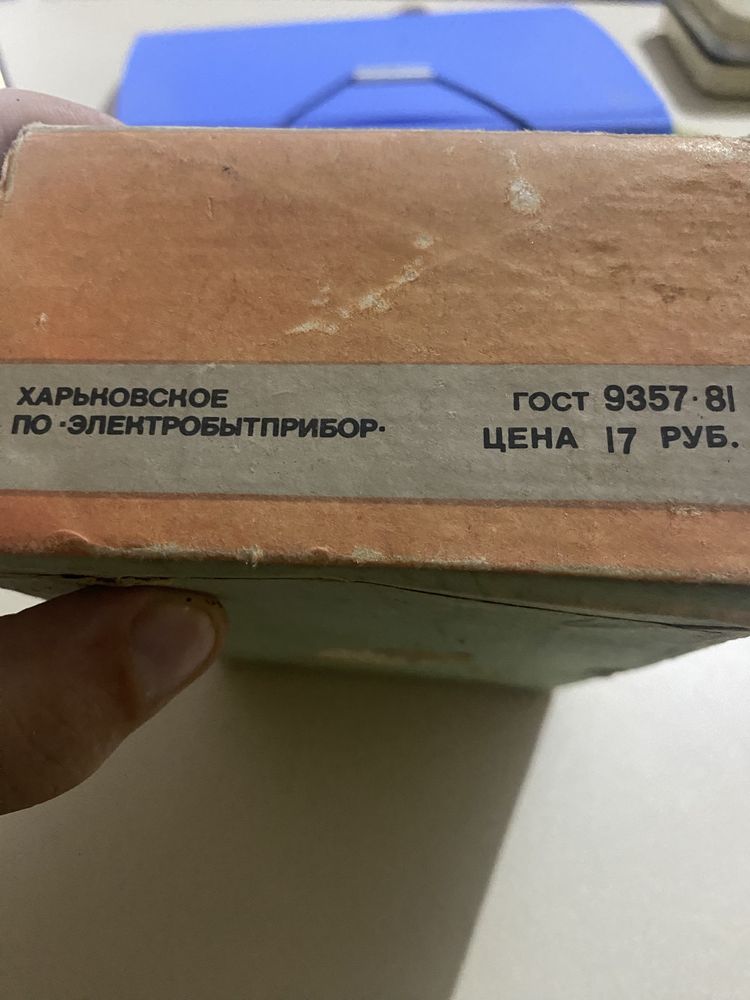 ХАРЬКОВСКОЕ
ПО •ЭЛЕКТРОБЫТПРИБОР•
ГОСТ 9357·81
ЦЕНА 17 РУБ.